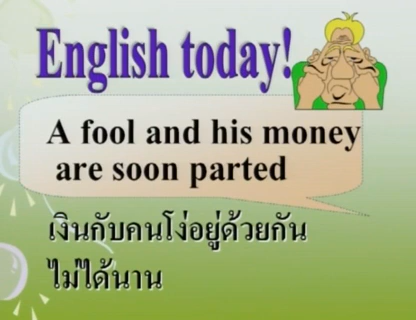 English today!
A fool and his money
are soon parted
เงินกับคนโง่อยู่ด้วยกัน
ไม่ได้นาน